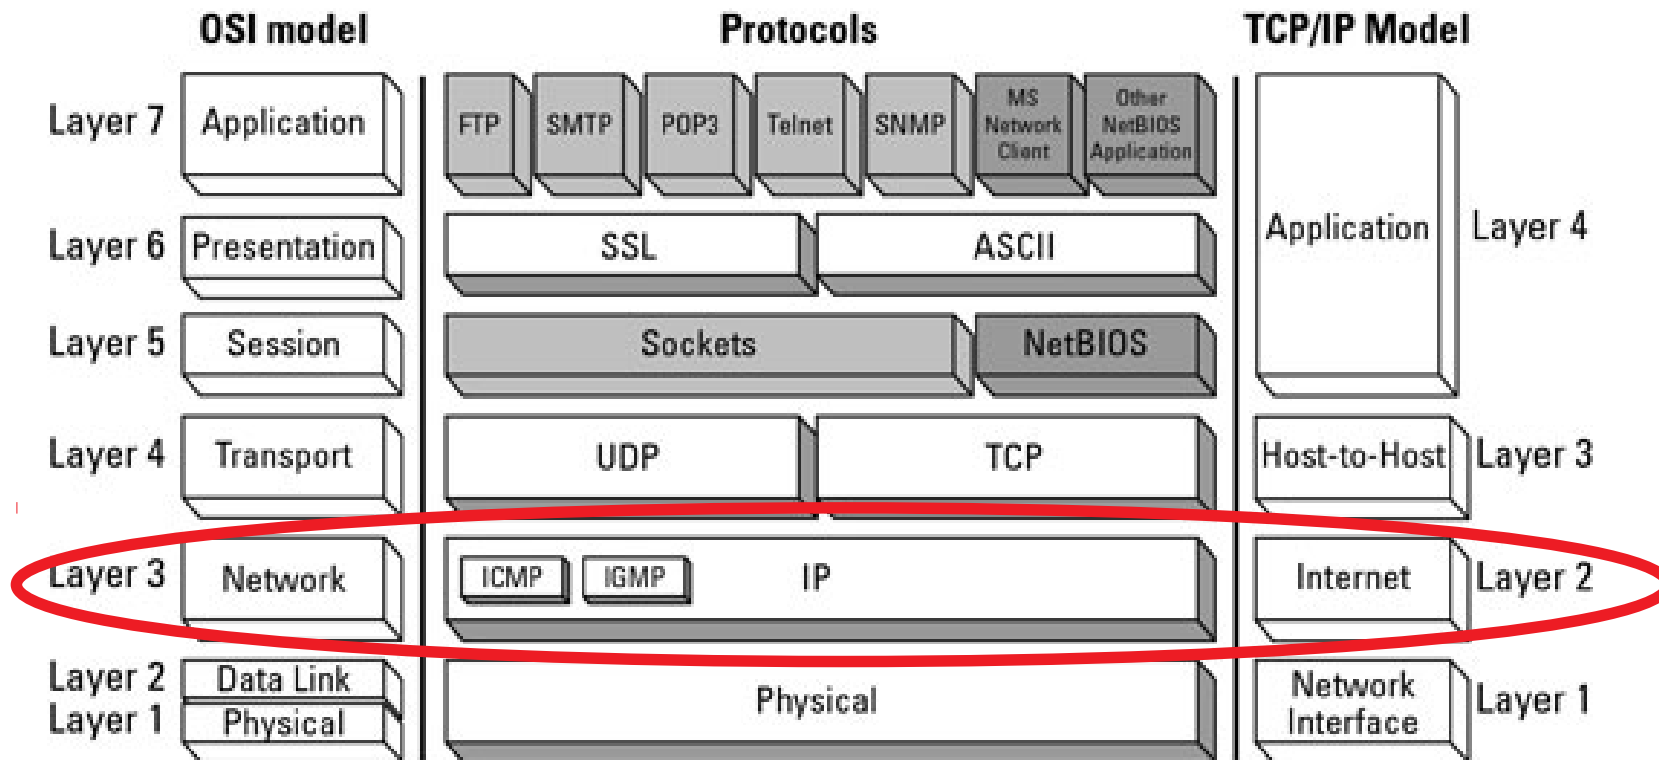 OSI model
Protocols
TCP/IP Model
Layer 7
Application
FTP
SMTP
POP3
Telnet
SNMP
MS
Network
Client
Other
NetBIOS
Application
Layer 6
Presentation
SSL
ASCII
Application
Layer 4
Layer 5
Session
Sockets
NetBIOS
Layer 4
Transport
UDP
TCP
Host-to-Host
Layer 3
Layer 3
Network
ICMP
IGMP
IP
Internet
Layer 2
Layer 2
Data Link
Layer 1
Physical
Physical
Network
Interface
Layer 1